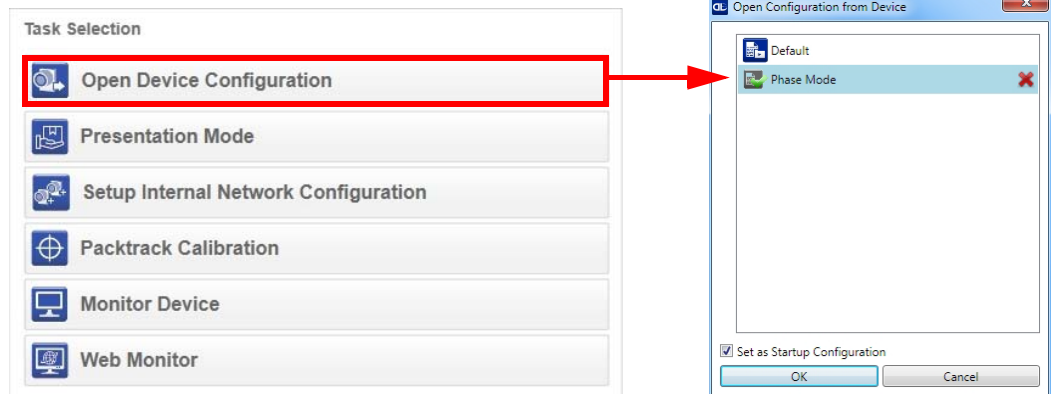 Task Selection
Open Device Configuration
Presentation Mode
Setup Internal Network Configuration
Packtrack Calibration
Monitor Device
Web Monitor
Open Configuration from Device
Default
Phase Mode
Set as Startup Configuration
OK
Cancel